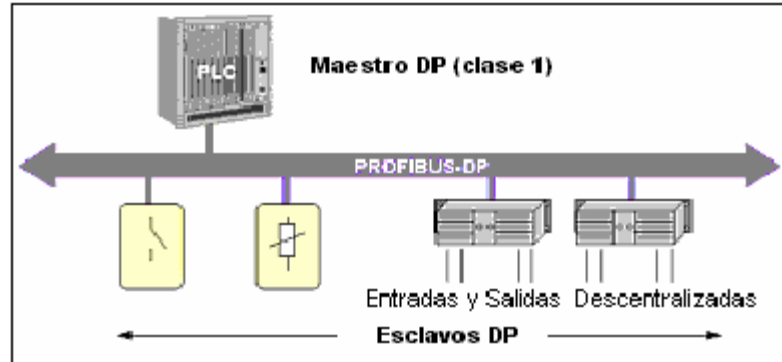 PLC
Maestro DP (clase 1)
PROFIBUS-DP
Entradas y Salidas Descentralizadas
Esclavos DP